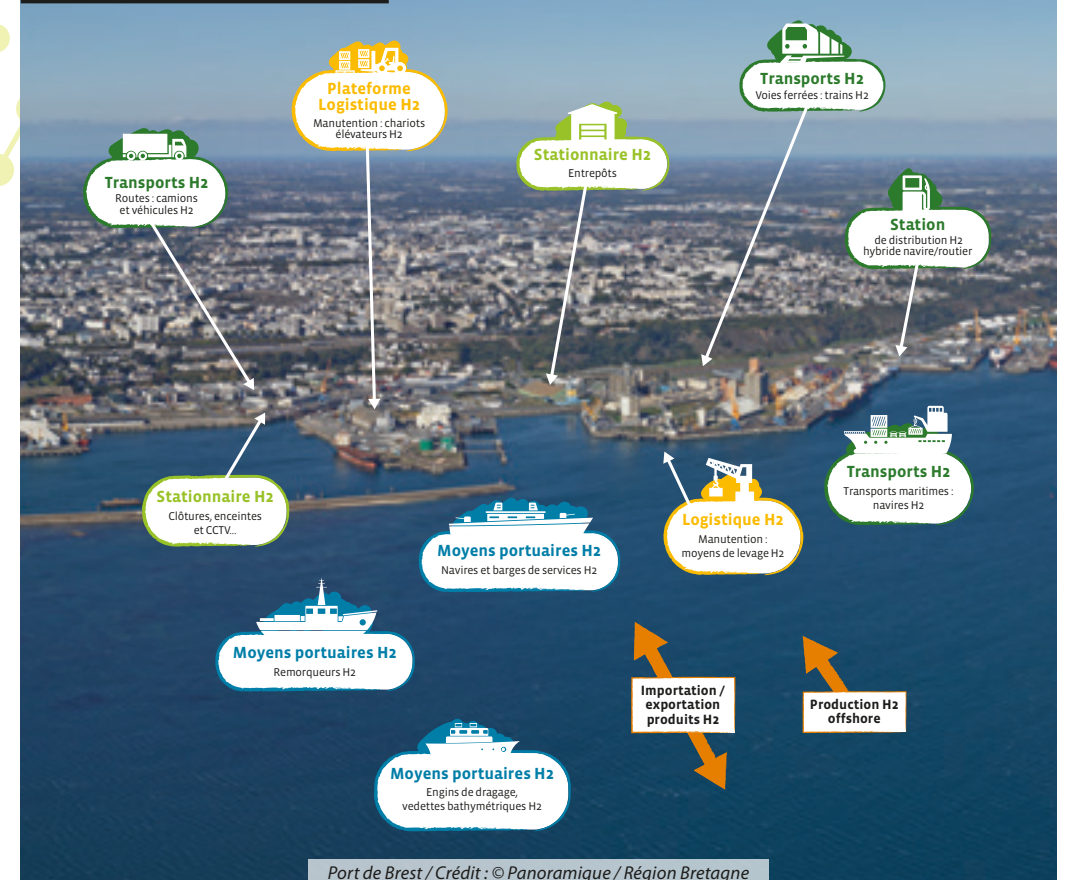 Transports H2
Voies ferrées : trains H2
Plateforme
Logistique H2
Manutention : chariots
élévateurs H2
Stationnaire H2
Entrepôts
Transports H2
Routes : camions
et véhicules H2
Station
de distribution H2
hybride navire/routier
Transports H2
Transports maritimes :
navires H2
Stationnaire H2
Clôtures, enceintes
et CCTV...
Logistique H2
Manutention :
moyens de levage H2
Moyens portuaires H2
Navires et barges de services H2
Moyens portuaires H2
Remorqueurs H2
Importation /
exportation
produits H2
Production H2
offshore
Moyens portuaires H2
Engins de dragage,
vedettes bathymétriques H2
Port de Brest / Crédit : © Panoramique / Région Bretagne